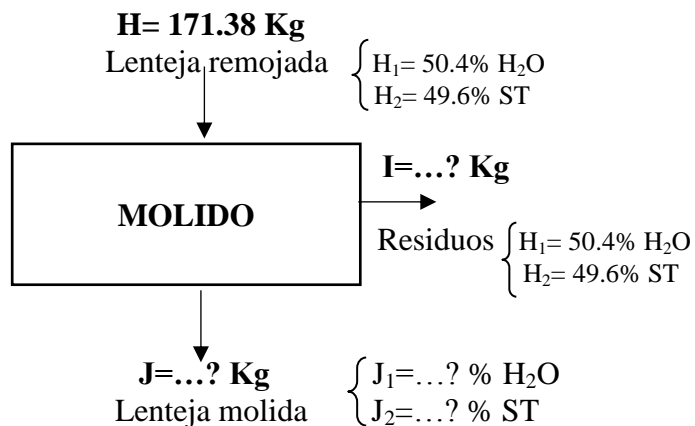 H= 171.38 Kg
Lenteja remojada
H₁= 50.4% H₂O
H₂= 49.6% ST
MOLIDO
I=…? Kg
Residuos
H₁= 50.4% H₂O
H₂= 49.6% ST
J=…? Kg
Lenteja molida
J₁=…? % H₂O
J₂=…? % ST